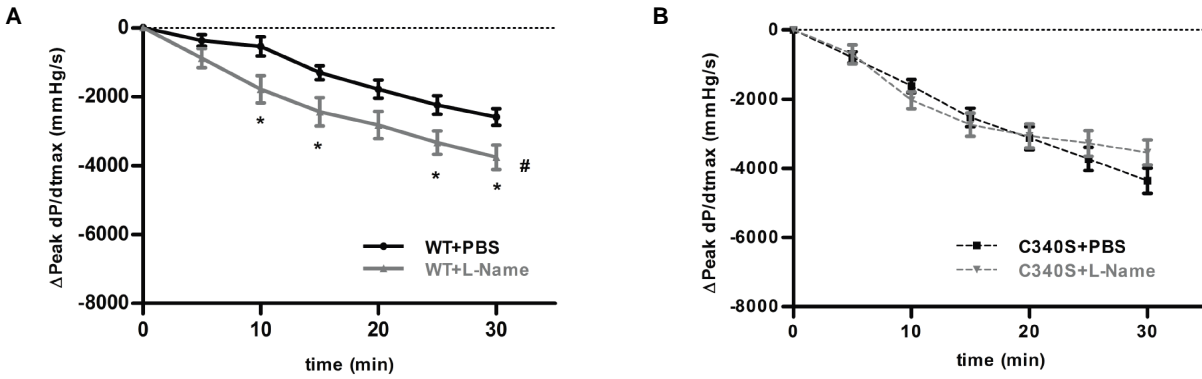 A
ΔPeak dP/dtmax (mmHg/s)
0
-2000
-4000
-6000
-8000
*
*
*
*
#
WT+PBS
WT+L-Name
0
10
20
30
time (min)
B
ΔPeak dP/dtmax (mmHg/s)
0
-2000
-4000
-6000
-8000
C340S+PBS
C340S+L-Name
0
10
20
30
time (min)